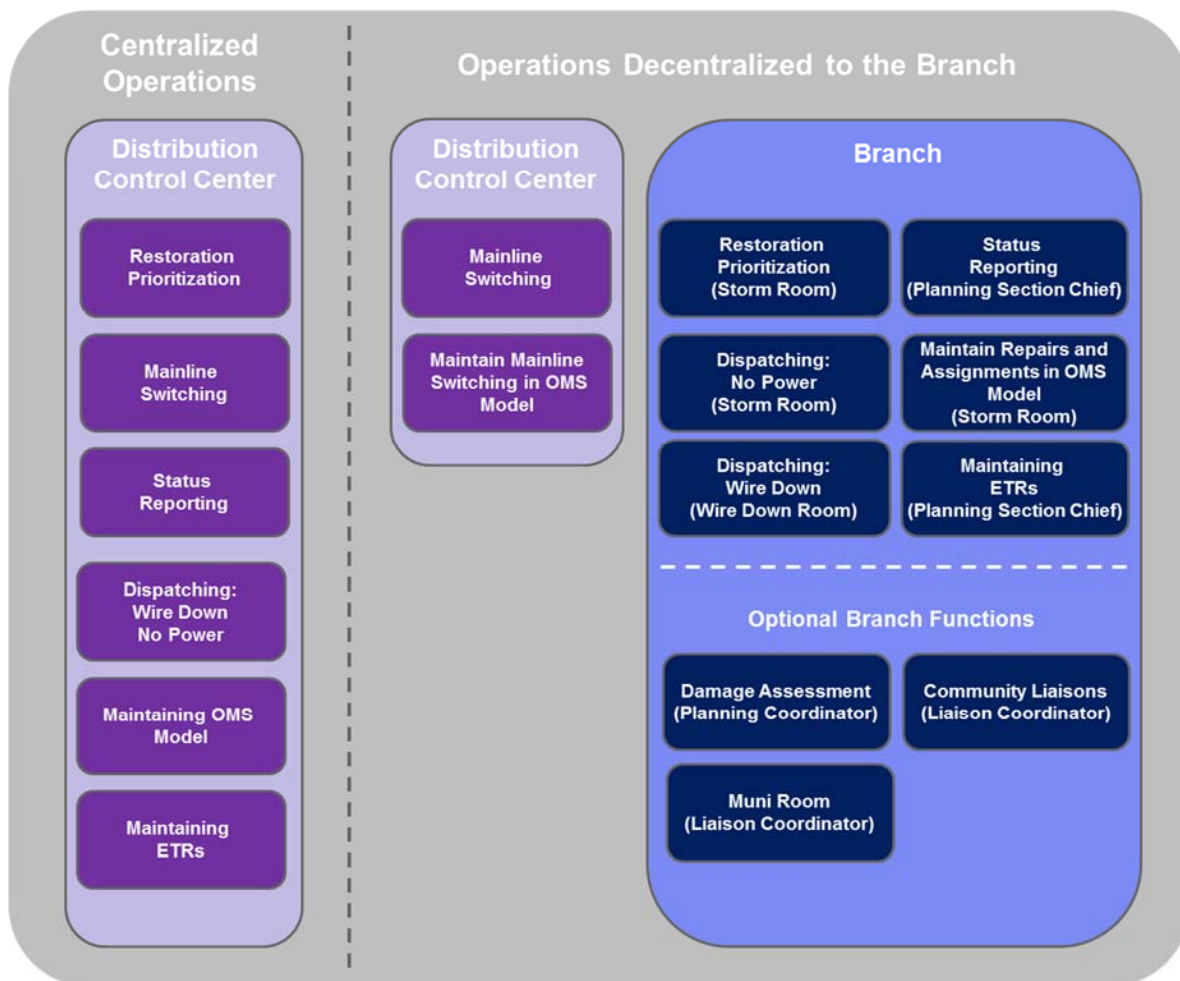 Centralized
Operations
Operations Decentralized to the Branch
Distribution
Control Center
Restoration
Prioritization
Mainline
Switching
Status
Reporting
Dispatching:
Wire Down
No Power
Maintaining OMS
Model
Maintaining
ETRs
Distribution
Control Center
Mainline
Switching
Maintain Mainline
Switching in OMS
Model
Branch
Restoration
Prioritization
(Storm Room)
Status
Reporting
(Planning Section Chief)
Dispatching:
No Power
(Storm Room)
Maintain Repairs and
Assignments in OMS
Model
(Storm Room)
Dispatching:
Wire Down
(Wire Down Room)
Maintaining
ETRs
(Planning Section Chief)
Optional Branch Functions
Damage Assessment
(Planning Coordinator)
Community Liaisons
(Liaison Coordinator)
Muni Room
(Liaison Coordinator)